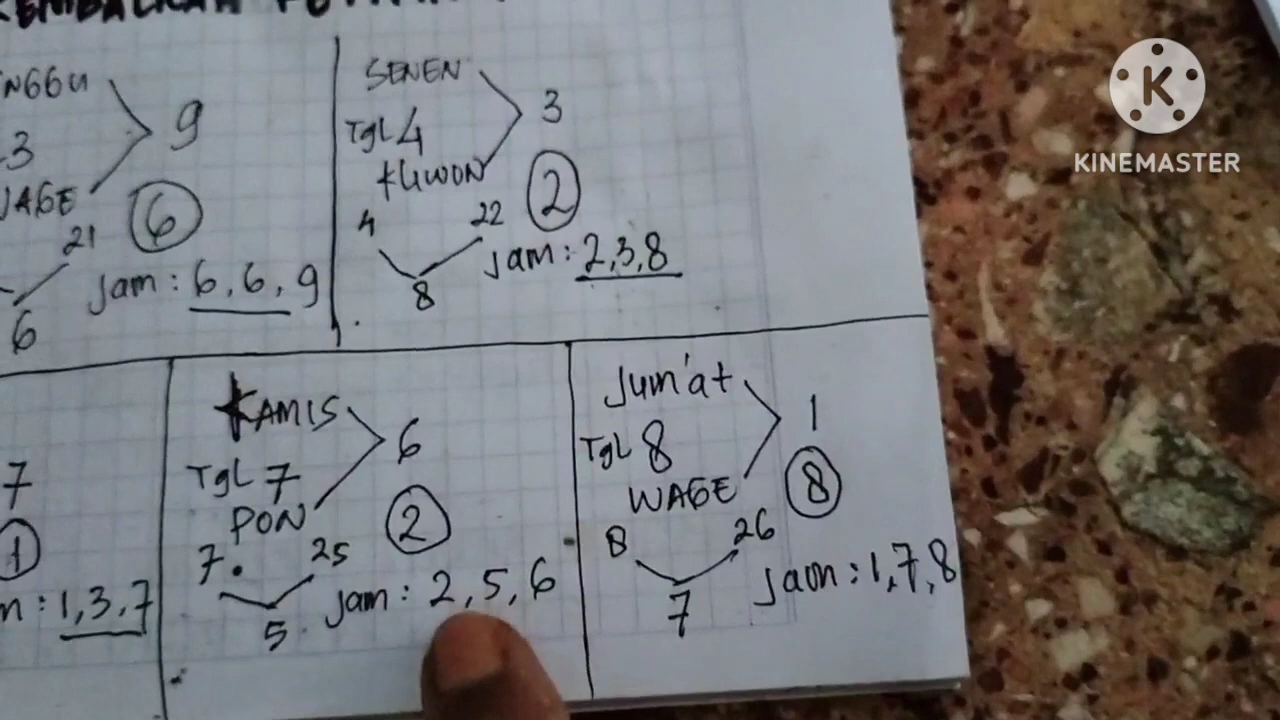 NGGU
9
3
WAGE
6
21
Jam : 6, 6, 9
6
SENEN
3
TgL 4
KLIWON
2
4
22
Jam : 2,3,8
8
7
1
m : 1,3,7
KAMIS
6
TgL 7
PON
2
7.
25
Jam : 2,5,6
5
Jum'at
1
TgL 8
WAGE
8
8
26
Jam : 1,7,8
7
K
KINEMASTER